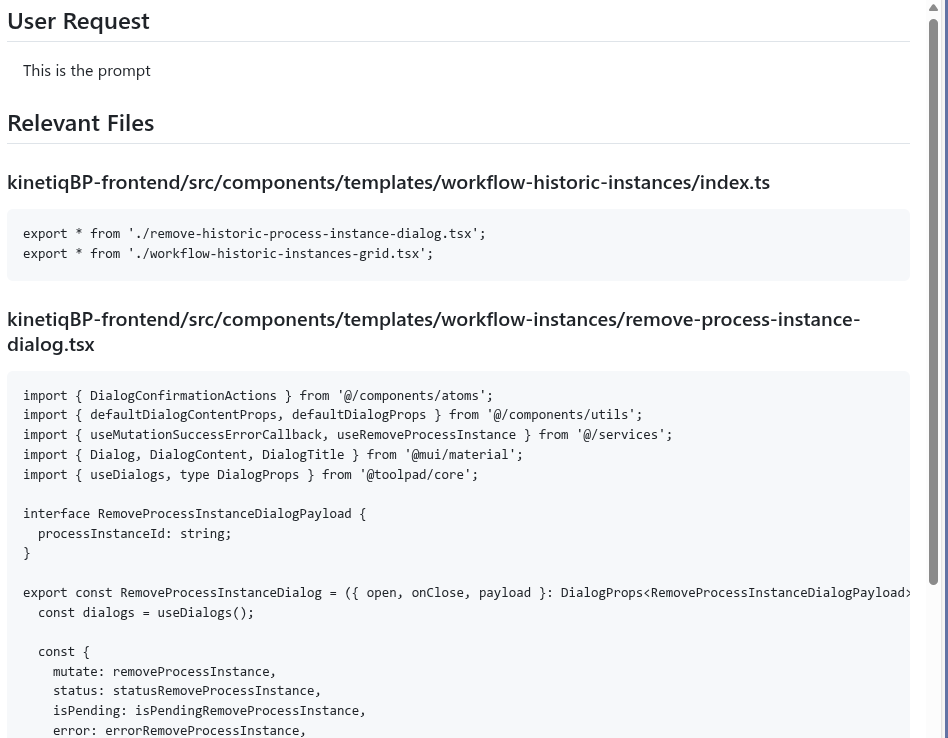 User Request
This is the prompt
Relevant Files
kinetiqBP-frontend/src/components/templates/workflow-historic-instances/index.ts
export * from './remove-historic-process-instance-dialog.tsx';
export * from './workflow-historic-instances-grid.tsx';
kinetiqBP-frontend/src/components/templates/workflow-instances/remove-process-instance-
dialog.tsx
import { DialogConfirmationActions } from '@/components/atoms';
import { defaultDialogContentProps, defaultDialogProps } from '@/components/utils';
import { useMutationSuccessErrorCallback, useRemoveProcessInstance } from '@/services';
import { Dialog, DialogContent, DialogTitle } from '@mui/material';
import { useDialogs, type DialogProps } from '@toolpad/core';
interface RemoveProcessInstanceDialogPayload {
  processInstanceId: string;
}
export const RemoveProcessInstanceDialog = ({ open, onClose, payload }: DialogProps<RemoveProcessInstanceDialogPayload>
  const dialogs = useDialogs();
  const {
    mutate: removeProcessInstance,
    status: statusRemoveProcessInstance,
    isPending: isPendingRemoveProcessInstance,
    error: errorRemoveProcessInstance,